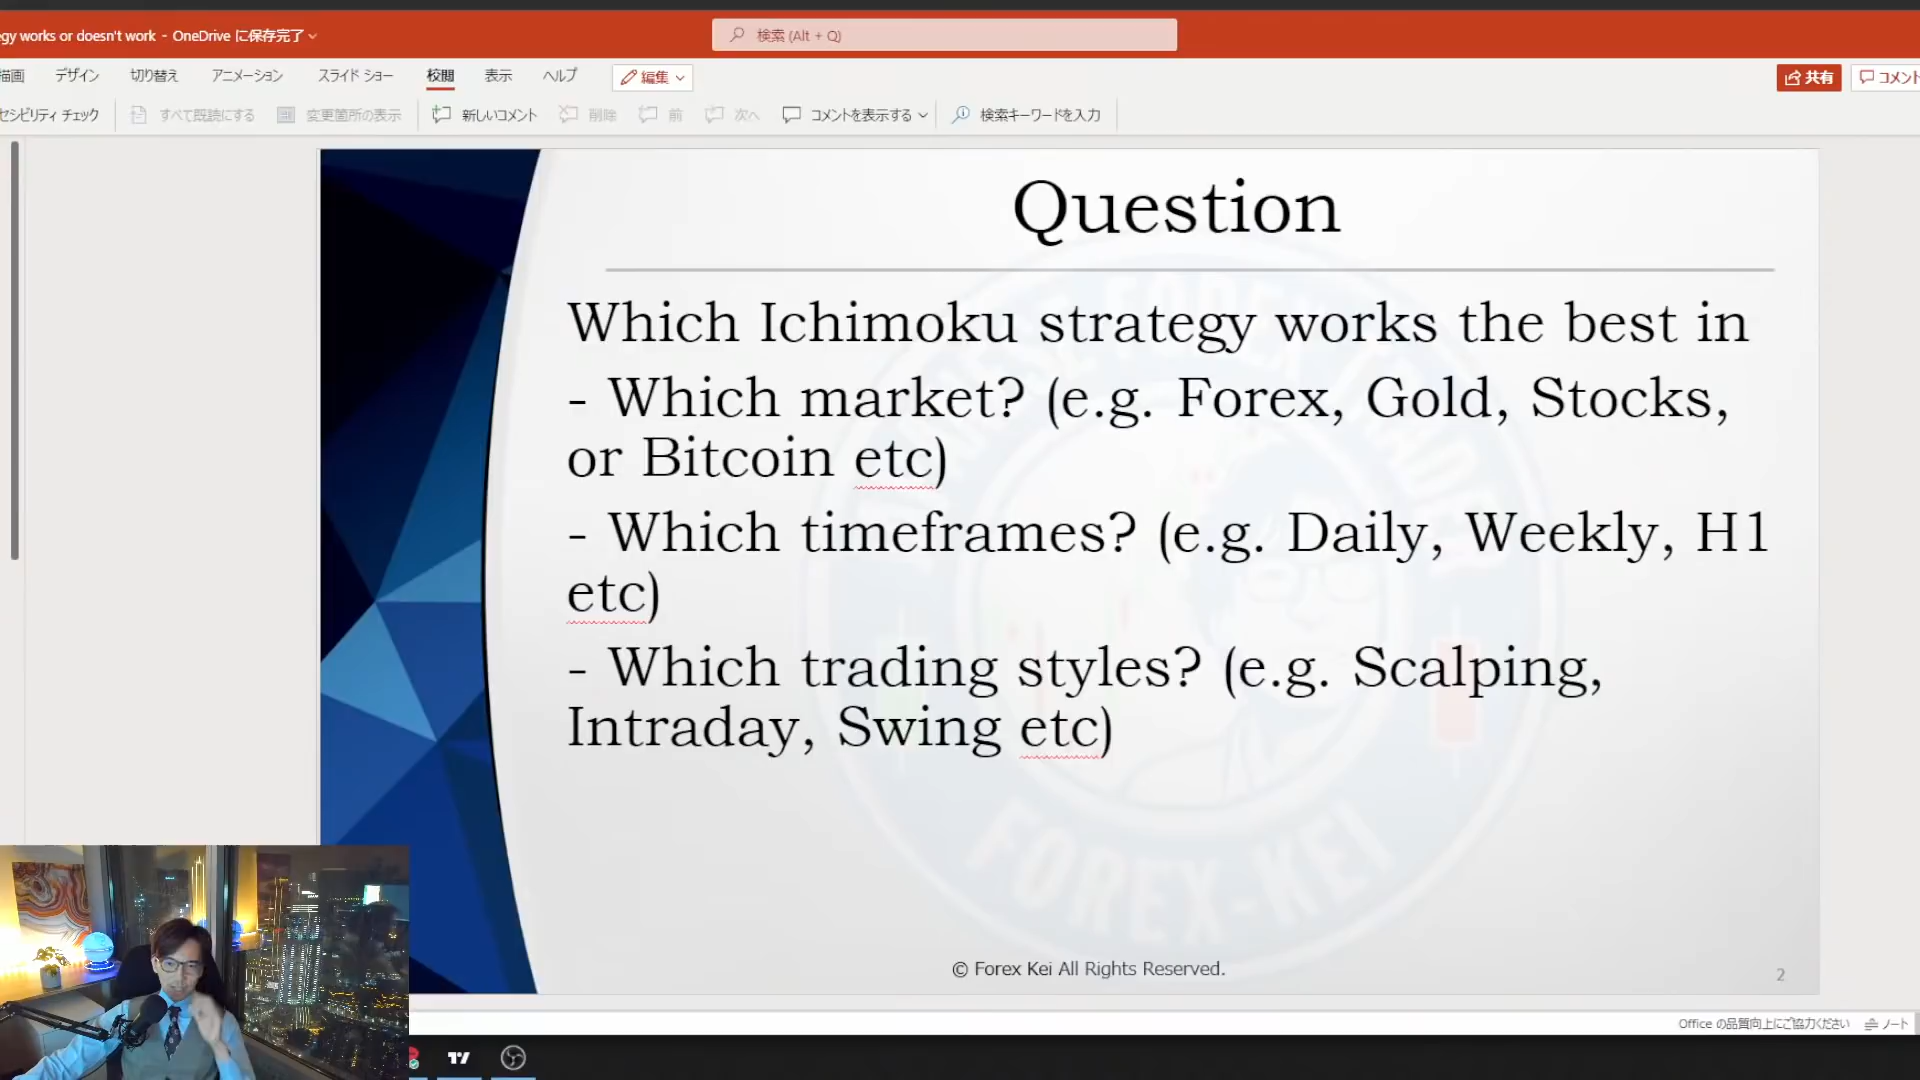 gy works or doesn't work - OneDrive に保存完了
検索 (Alt + Q)
描画 デザイン 切り替え アニメーション スライド ショー 校閲 表示 ヘルプ 編集 共有 コメント
セシビリティ チェック すべて既読にする 変更箇所の表示 新しいコメント 削除 前 次へ コメントを表示する 検索キーワードを入力
Question
Which Ichimoku strategy works the best in
- Which market? (e.g. Forex, Gold, Stocks,
or Bitcoin etc)
- Which timeframes? (e.g. Daily, Weekly, H1
etc)
- Which trading styles? (e.g. Scalping,
Intraday, Swing etc)
JAPANESE FOREX TRADER
FOREX-KEI
© Forex Kei All Rights Reserved.
2
Office の品質向上にご協力ください ノート